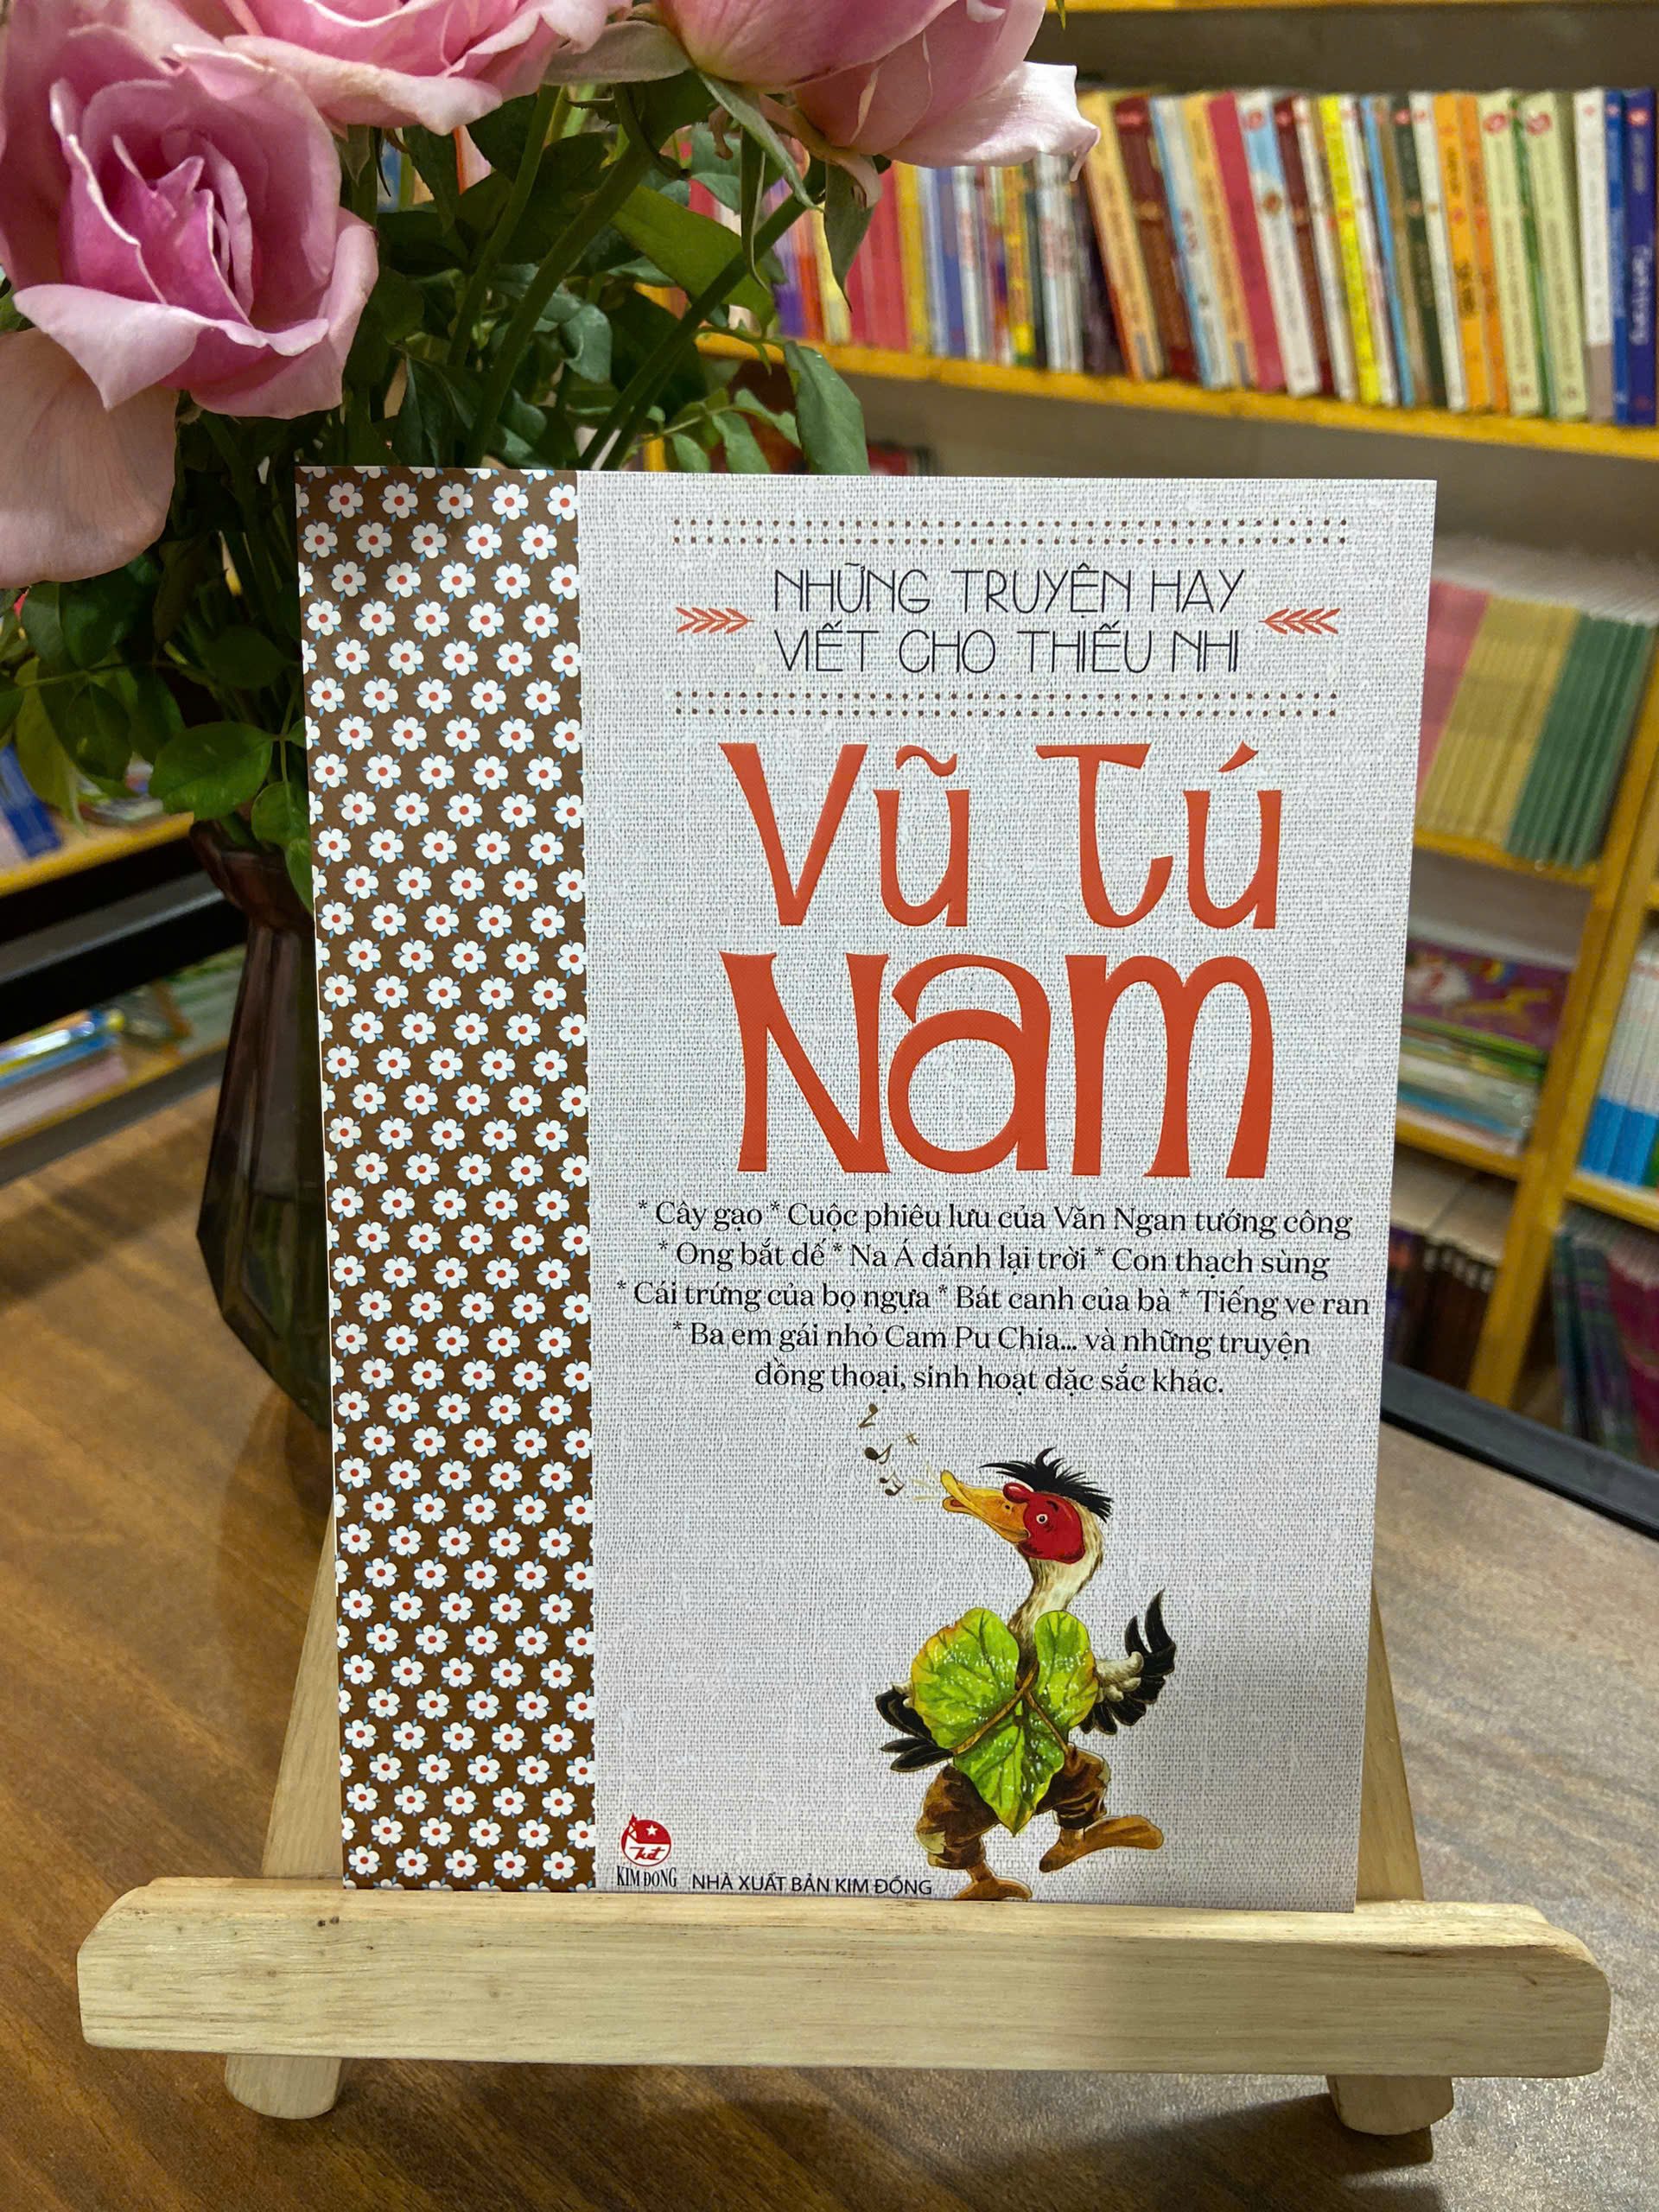 NHỮNG TRUYỆN HAY
VIẾT CHO THIẾU NHI
Vũ Tú
Nam
* Cây gạo * Cuộc phiêu lưu của Văn Ngan tướng công
* Ong bắt dế * Na Á đánh lại trời * Con thạch sùng
* Cái trứng của bọ ngựa * Bát canh của bà * Tiếng ve ran
* Ba em gái nhỏ Cam Pu Chia... và những truyện
đồng thoại, sinh hoạt đặc sắc khác.
KIM ĐỒNG NHÀ XUẤT BẢN KIM ĐỒNG